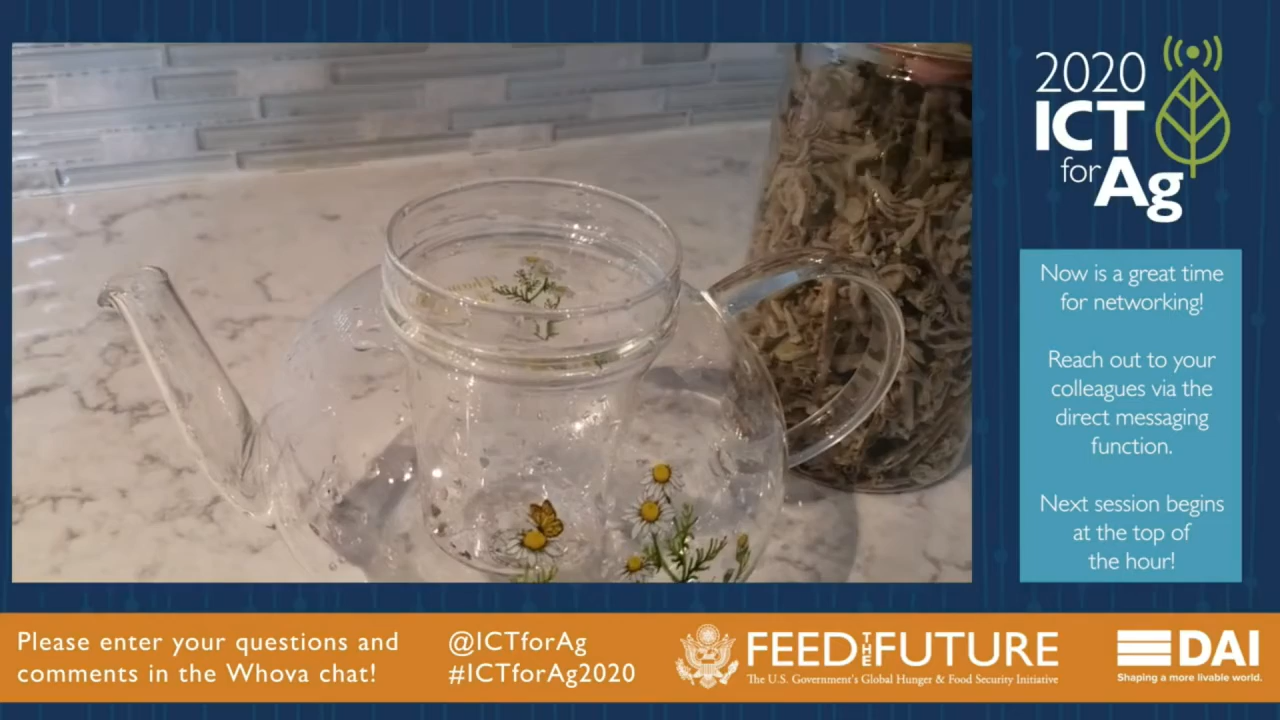 2020
ICT
for Ag
Now is a great time
for networking!
Reach out to your
colleagues via the
direct messaging
function.
Next session begins
at the top of
the hour!
Please enter your questions and
comments in the Whova chat!
@ICTforAg
#ICTforAg2020
FEED THE FUTURE
The U.S. Government's Global Hunger & Food Security Initiative
DAI
Shaping a more livable world.